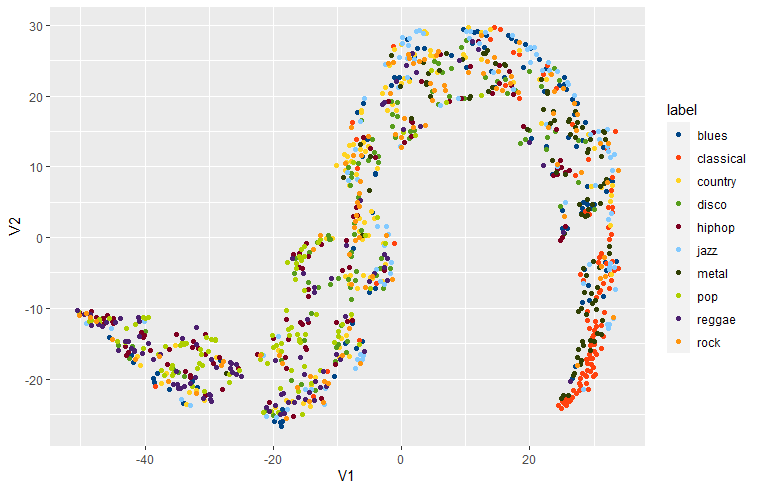 30
20
10
0
-10
-20
V2
-40
-20
0
20
V1
label
blues
classical
country
disco
hiphop
jazz
metal
pop
reggae
rock